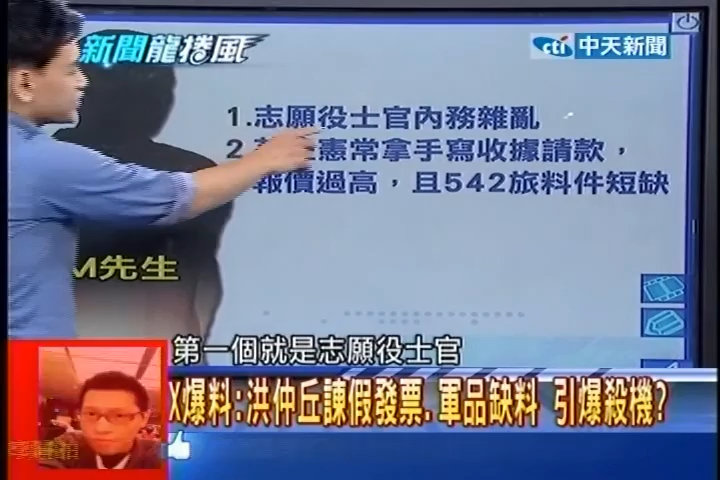 新聞龍捲風
cti 中天新聞
1.志願役士官內務雜亂
2 憲常拿手寫收據請款，
報價過高，且542旅料件短缺
M先生
第一個就是志願役士官
X爆料:洪仲丘諫假發票.軍品缺料 引爆殺機?